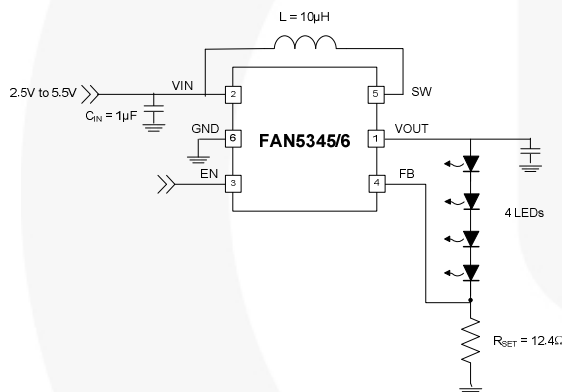 L = 10µH
2.5V to 5.5V
VIN
2
5
SW
CIN = 1µF
GND
6
FAN5345/6
1
VOUT
EN
3
4
FB
4 LEDs
RSET = 12.4Ω